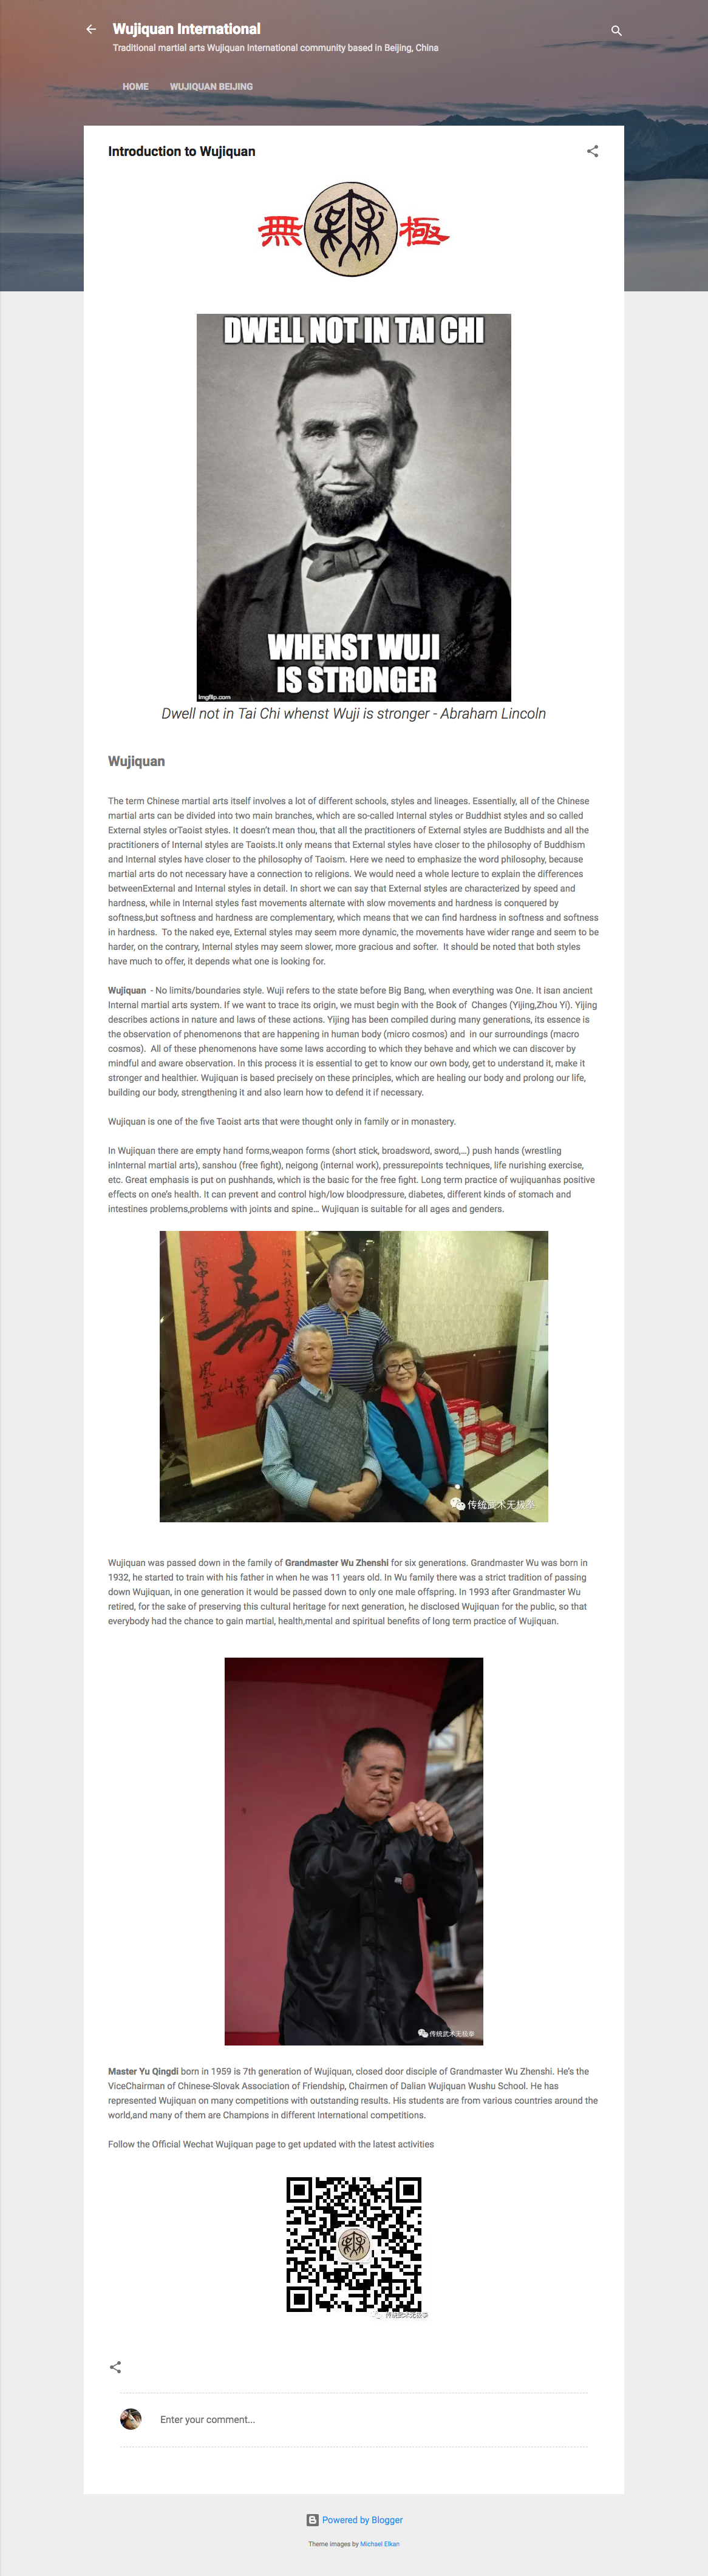 Wujiquan International
Traditional martial arts Wujiquan International community based in Beijing, China
HOME WUJIQUAN BEIJING
Introduction to Wujiquan
無 極
DWELL NOT IN TAI CHI
WHENST WUJI
IS STRONGER
imgflip.com
Dwell not in Tai Chi whenst Wuji is stronger - Abraham Lincoln
Wujiquan
The term Chinese martial arts itself involves a lot of different schools, styles and lineages. Essentially, all of the Chinese
martial arts can be divided into two main branches, which are so-called Internal styles or Buddhist styles and so called
External styles orTaoist styles. It doesn't mean thou, that all the practitioners of External styles are Buddhists and all the
practitioners of Internal styles are Taoists.It only means that External styles have closer to the philosophy of Buddhism
and Internal styles have closer to the philosophy of Taoism. Here we need to emphasize the word philosophy, because
martial arts do not necessary have a connection to religions. We would need a whole lecture to explain the differences
betweenExternal and Internal styles in detail. In short we can say that External styles are characterized by speed and
hardness, while in Internal styles fast movements alternate with slow movements and hardness is conquered by
softness,but softness and hardness are complementary, which means that we can find hardness in softness and softness
in hardness. To the naked eye, External styles may seem more dynamic, the movements have wider range and seem to be
harder, on the contrary, Internal styles may seem slower, more gracious and softer. It should be noted that both styles
have much to offer, it depends what one is looking for.
Wujiquan - No limits/boundaries style. Wuji refers to the state before Big Bang, when everything was One. It isan ancient
Internal martial arts system. If we want to trace its origin, we must begin with the Book of Changes (Yijing,Zhou Yi). Yijing
describes actions in nature and laws of these actions. Yijing has been compiled during many generations, its essence is
the observation of phenomenons that are happening in human body (micro cosmos) and in our surroundings (macro
cosmos). All of these phenomenons have some laws according to which they behave and which we can discover by
mindful and aware observation. In this process it is essential to get to know our own body, get to understand it, make it
stronger and healthier. Wujiquan is based precisely on these principles, which are healing our body and prolong our life,
building our body, strengthening it and also learn how to defend it if necessary.
Wujiquan is one of the five Taoist arts that were thought only in family or in monastery.
In Wujiquan there are empty hand forms,weapon forms (short stick, broadsword, sword,…) push hands (wrestling
inInternal martial arts), sanshou (free fight), neigong (internal work), pressurepoints techniques, life nurishing exercise,
etc. Great emphasis is put on pushhands, which is the basic for the free fight. Long term practice of wujiquanhas positive
effects on one's health. It can prevent and control high/low bloodpressure, diabetes, different kinds of stomach and
intestines problems,problems with joints and spine… Wujiquan is suitable for all ages and genders.
寿
传统武术无极拳
Wujiquan was passed down in the family of Grandmaster Wu Zhenshi for six generations. Grandmaster Wu was born in
1932, he started to train with his father in when he was 11 years old. In Wu family there was a strict tradition of passing
down Wujiquan, in one generation it would be passed down to only one male offspring. In 1993 after Grandmaster Wu
retired, for the sake of preserving this cultural heritage for next generation, he disclosed Wujiquan for the public, so that
everybody had the chance to gain martial, health,mental and spiritual benefits of long term practice of Wujiquan.
传统武术无极拳
Master Yu Qingdi born in 1959 is 7th generation of Wujiquan, closed door disciple of Grandmaster Wu Zhenshi. He's the
ViceChairman of Chinese-Slovak Association of Friendship, Chairmen of Dalian Wujiquan Wushu School. He has
represented Wujiquan on many competitions with outstanding results. His students are from various countries around the
world,and many of them are Champions in different International competitions.
Follow the Official Wechat Wujiquan page to get updated with the latest activities
传统武术无极拳
Enter your comment...
Powered by Blogger
Theme images by Michael Elkan